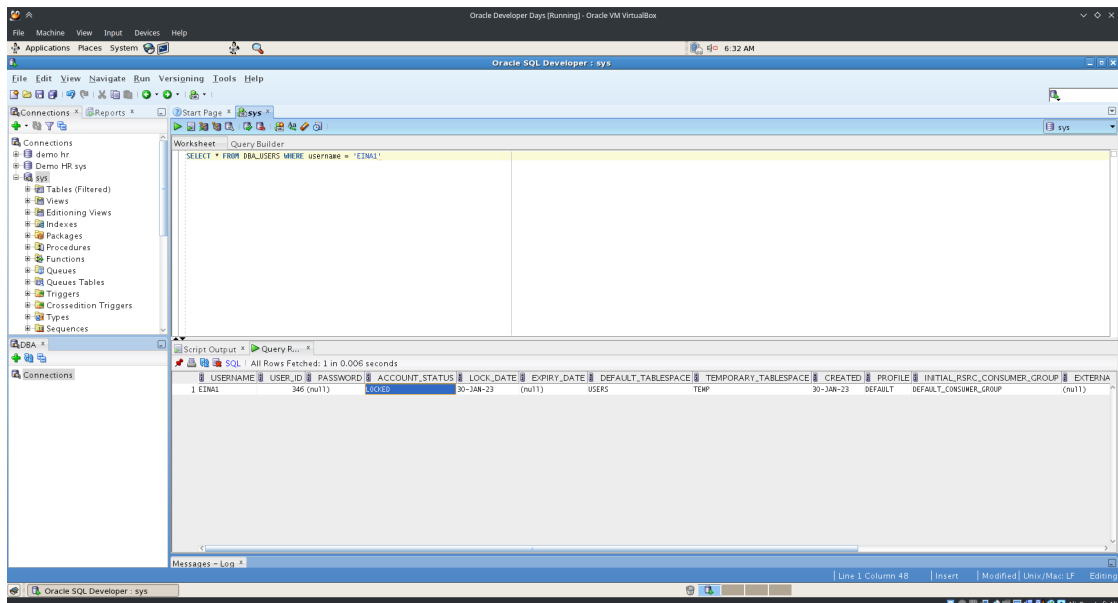 Oracle Developer Days [Running] - Oracle VM VirtualBox
File Machine View Input Devices Help
Applications Places System 6:32 AM
Oracle SQL Developer : sys
File Edit View Navigate Run Versioning Tools Help
Connections Reports
Start Page sys
sys
Worksheet Query Builder
SELECT * FROM DBA_USERS WHERE username = 'EINA1'
Connections
demo hr
Demo HR sys
sys
Tables (Filtered)
Views
Editioning Views
Indexes
Packages
Procedures
Functions
Queues
Queues Tables
Triggers
Crossedition Triggers
Types
Sequences
DBA
Connections
Script Output Query R...
SQL | All Rows Fetched: 1 in 0.006 seconds
USERNAME USER_ID PASSWORD ACCOUNT_STATUS LOCK_DATE EXPIRY_DATE DEFAULT_TABLESPACE TEMPORARY_TABLESPACE CREATED PROFILE INITIAL_RSRC_CONSUMER_GROUP EXTERNA
1 EINA1 346 (null) LOCKED 30-JAN-23 (null) USERS TEMP 30-JAN-23 DEFAULT DEFAULT_CONSUMER_GROUP (null)
Messages - Log
Line 1 Column 48 | Insert | Modified | Unix/Mac: LF Editing
Oracle SQL Developer : sys